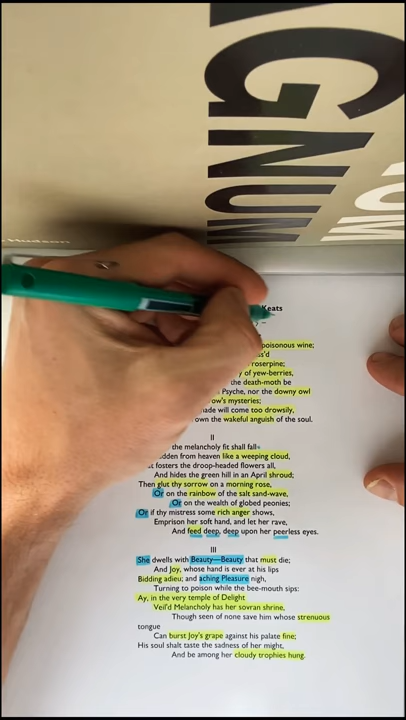 GNUM
Hudson
Keats
poisonous wine;
yew-berries,
the death-moth be
Psyche, nor the downy owl
mysteries;
will come too drowsily,
the wakeful anguish of the soul.
II
the melancholy fit shall fall
from heaven like a weeping cloud,
fosters the droop-headed flowers all,
And hides the green hill in an April shroud;
Then glut thy sorrow on a morning rose,
Or on the rainbow of the salt sand-wave,
Or on the wealth of globed peonies;
Or if thy mistress some rich anger shows,
Emprison her soft hand, and let her rave,
And feed deep, deep upon her peerless eyes.
III
She dwells with Beauty—Beauty that must die;
And Joy, whose hand is ever at his lips
Bidding adieu; and aching Pleasure nigh,
Turning to poison while the bee-mouth sips:
Ay, in the very temple of Delight
Veil'd Melancholy has her sovran shrine,
Though seen of none save him whose strenuous
tongue
Can burst Joy's grape against his palate fine;
His soul shalt taste the sadness of her might,
And be among her cloudy trophies hung.